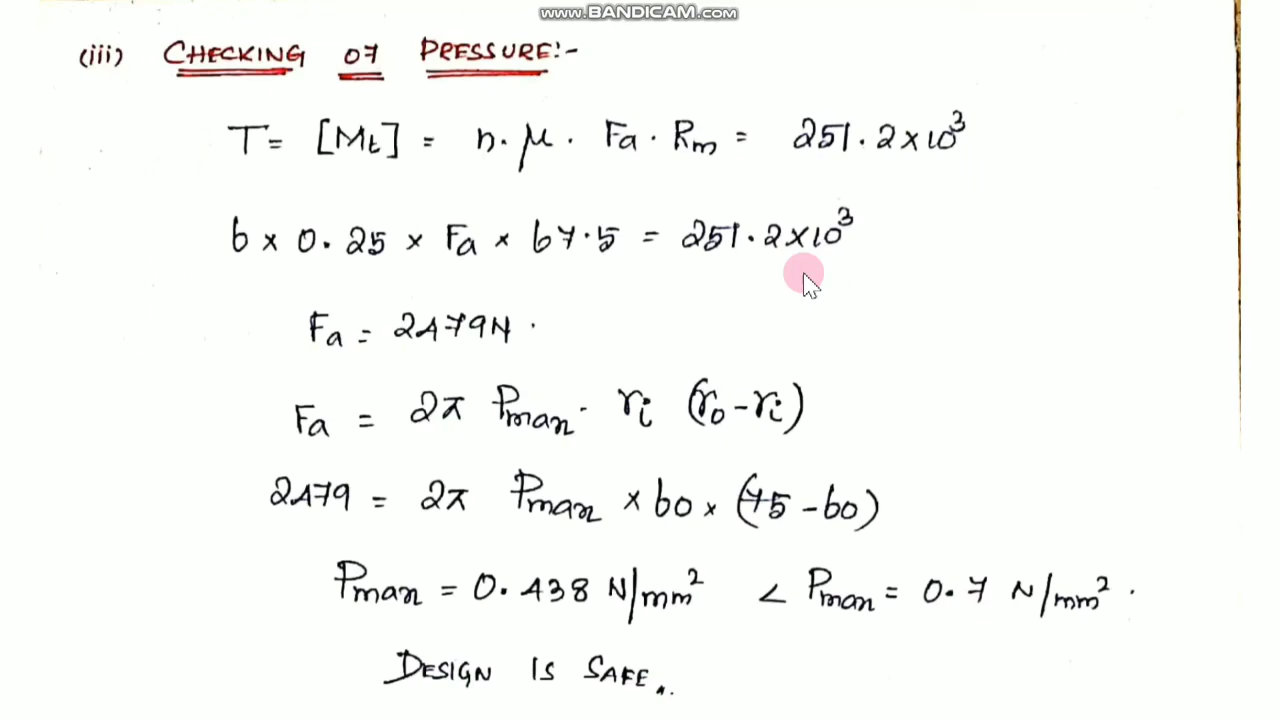 www.BANDICAM.com
(iii) CHECKING OF PRESSURE:-
T = [Mt] = n. μ . Fa . Rm = 251.2×10³
6 × 0.25 × Fa × 67.5 = 251.2×10³
Fa = 2479N .
Fa = 2π Pmax . ri (ro - ri)
2479 = 2π Pmax × 60 × (75 - 60)
Pmax = 0.438 N/mm² < Pmax = 0.7 N/mm² .
DESIGN IS SAFE..